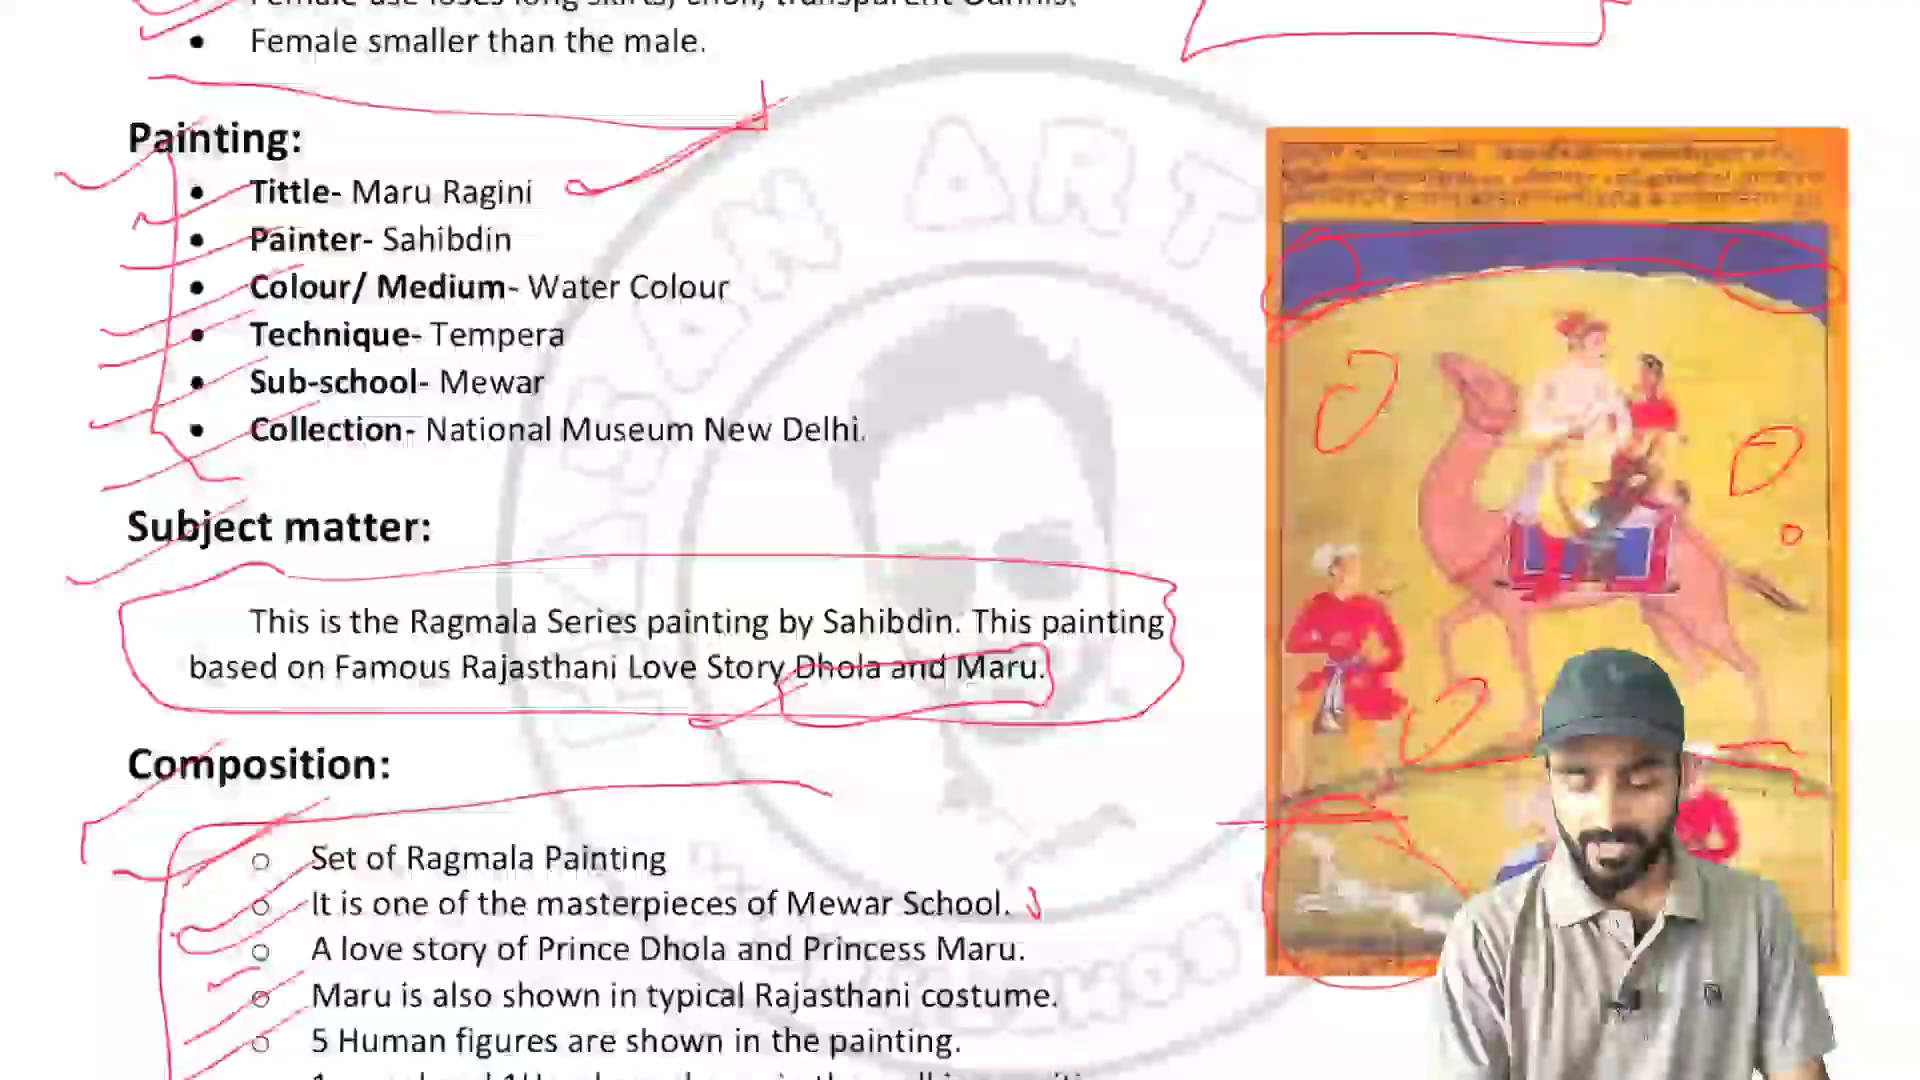 Female smaller than the male.
Painting:
Tittle- Maru Ragini
Painter- Sahibdin
Colour/ Medium- Water Colour
Technique- Tempera
Sub-school- Mewar
Collection- National Museum New Delhi.
Subject matter:
This is the Ragmala Series painting by Sahibdin. This painting
based on Famous Rajasthani Love Story Dhola and Maru.
Composition:
Set of Ragmala Painting
It is one of the masterpieces of Mewar School.
A love story of Prince Dhola and Princess Maru.
Maru is also shown in typical Rajasthani costume.
5 Human figures are shown in the painting.
ART